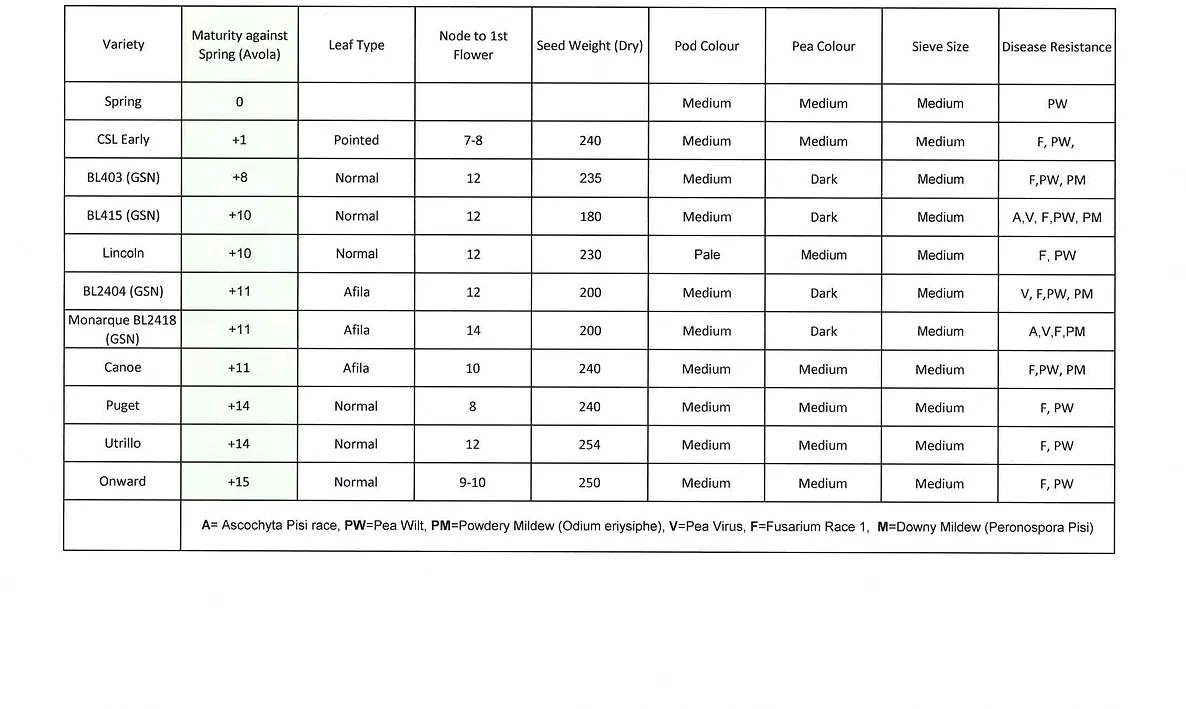 Variety Maturity against Spring (Avola) Leaf Type Node to 1st Flower Seed Weight (Dry) Pod Colour Pea Colour Sieve Size Disease Resistance
Spring 0 Medium Medium Medium PW
CSL Early +1 Pointed 7-8 240 Medium Medium Medium F, PW,
BL403 (GSN) +8 Normal 12 235 Medium Dark Medium F,PW, PM
BL415 (GSN) +10 Normal 12 180 Medium Dark Medium A,V, F,PW, PM
Lincoln +10 Normal 12 230 Pale Medium Medium F, PW
BL2404 (GSN) +11 Afila 12 200 Medium Dark Medium V, F,PW, PM
Monarque BL2418 (GSN) +11 Afila 14 200 Medium Dark Medium A,V,F,PM
Canoe +11 Afila 10 240 Medium Medium Medium F,PW, PM
Puget +14 Normal 8 240 Medium Medium Medium F, PW
Utrillo +14 Normal 12 254 Medium Medium Medium F, PW
Onward +15 Normal 9-10 250 Medium Medium Medium F, PW
A= Ascochyta Pisi race, PW=Pea Wilt, PM=Powdery Mildew (Odium eriysiphe), V=Pea Virus, F=Fusarium Race 1, M=Downy Mildew (Peronospora Pisi)